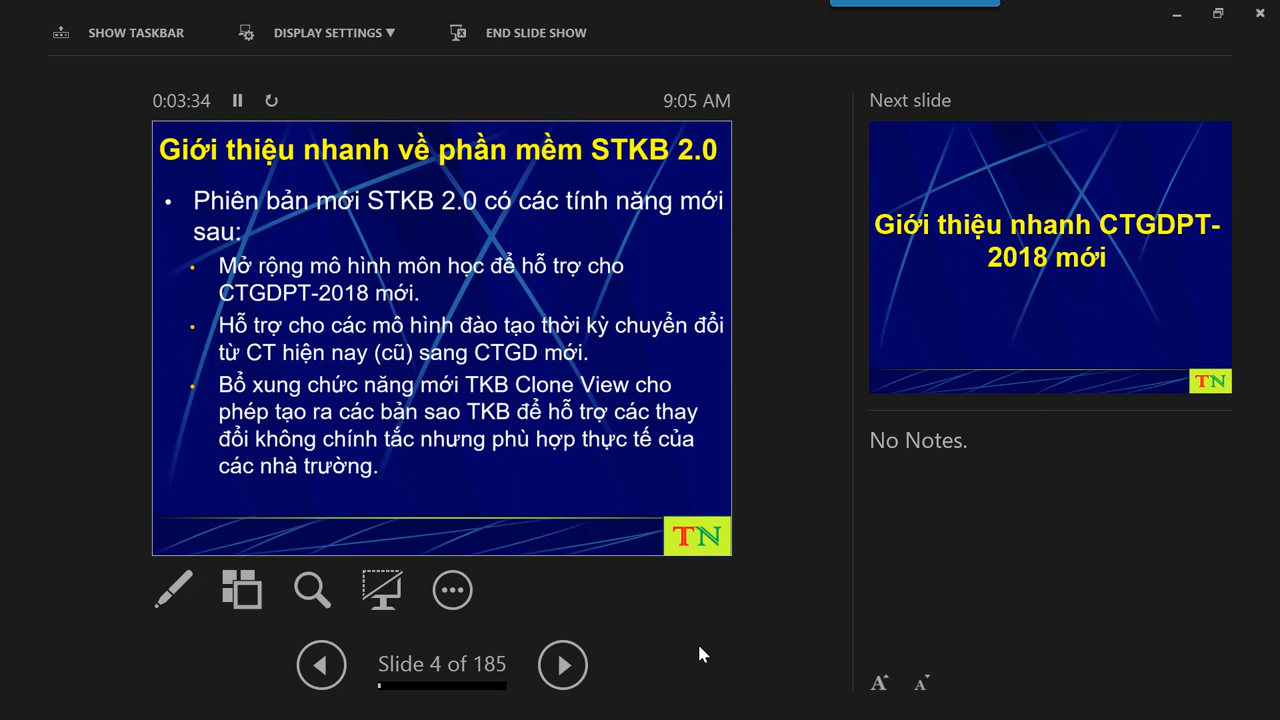 SHOW TASKBAR
DISPLAY SETTINGS ▼
END SLIDE SHOW
0:03:34
9:05 AM
Giới thiệu nhanh về phần mềm STKB 2.0
• Phiên bản mới STKB 2.0 có các tính năng mới
sau:
• Mở rộng mô hình môn học để hỗ trợ cho
CTGDPT-2018 mới.
• Hỗ trợ cho các mô hình đào tạo thời kỳ chuyển đổi
từ CT hiện nay (cũ) sang CTGD mới.
• Bổ xung chức năng mới TKB Clone View cho
phép tạo ra các bản sao TKB để hỗ trợ các thay
đổi không chính tắc nhưng phù hợp thực tế của
các nhà trường.
TN
Slide 4 of 185
Next slide
Giới thiệu nhanh CTGDPT-
2018 mới
TN
No Notes.
A A